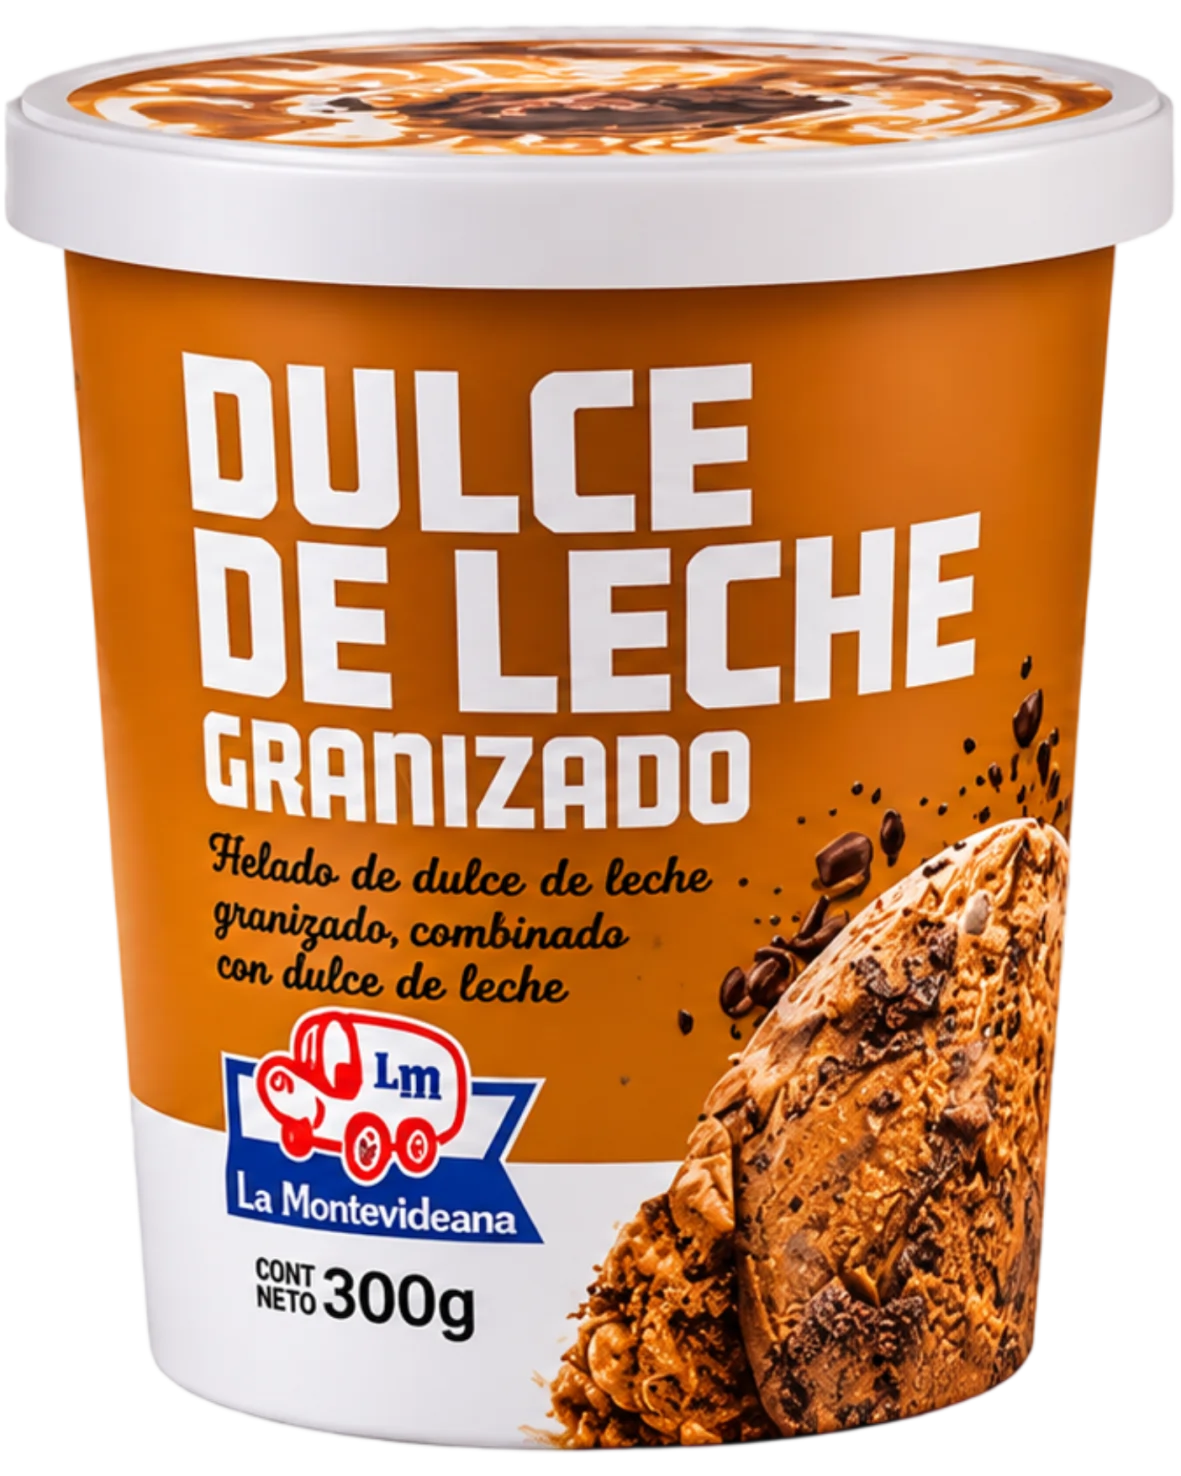 DULCE
DE LECHE
GRANIZADO
Helado de dulce de leche
granizado, combinado
con dulce de leche
Lm
La Montevideana
CONT
NETO 300g